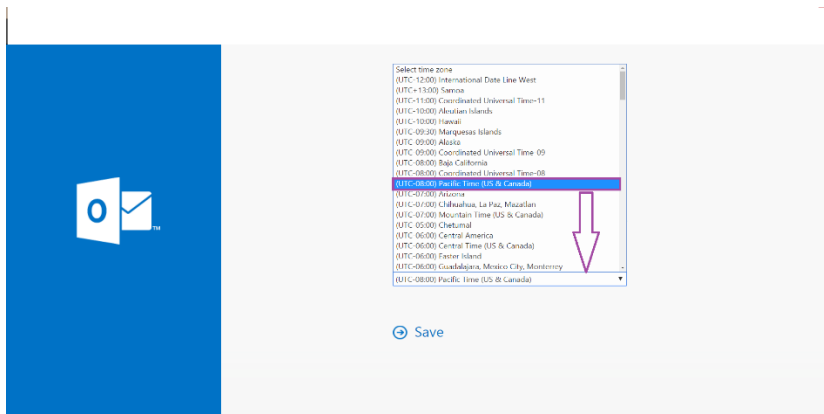 Select time zone
(UTC-12:00) International Date Line West
(UTC+13:00) Samoa
(UTC-11:00) Coordinated Universal Time-11
(UTC-10:00) Aleutian Islands
(UTC-10:00) Hawaii
(UTC-09:30) Marquesas Islands
(UTC-09:00) Alaska
(UTC-09:00) Coordinated Universal Time-09
(UTC-08:00) Baja California
(UTC-08:00) Coordinated Universal Time-08
(UTC-08:00) Pacific Time (US & Canada)
(UTC-07:00) Arizona
(UTC-07:00) Chihuahua, La Paz, Mazatlan
(UTC-07:00) Mountain Time (US & Canada)
(UTC-05:00) Chetumal
(UTC-06:00) Central America
(UTC-06:00) Central Time (US & Canada)
(UTC-06:00) Easter Island
(UTC-06:00) Guadalajara, Mexico City, Monterrey
(UTC-08:00) Pacific Time (US & Canada)
O
TM
Save